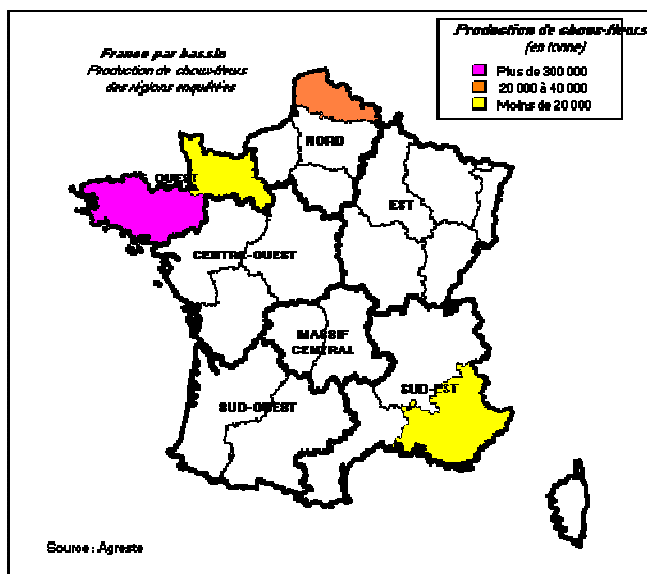 France par bassin
Production de choux-fleurs
des régions enquêtées
Production de choux-fleurs
(en tonne)
Plus de 300 000
20 000 à 40 000
Moins de 20 000
NORD
OUEST
EST
CENTRE-OUEST
MASSIF
CENTRAL
SUD-EST
SUD-OUEST
Source : Agreste